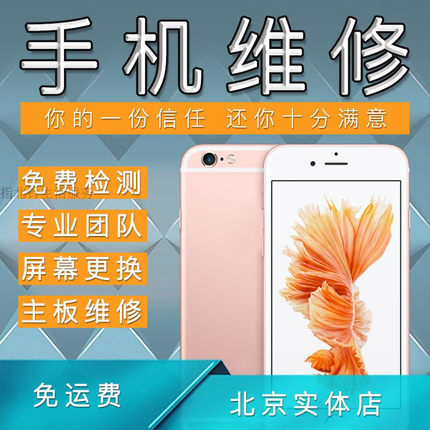 手机维修
你的一份信任 还你十分满意
免费检测
专业团队
屏幕更换
主板维修
免运费
北京实体店